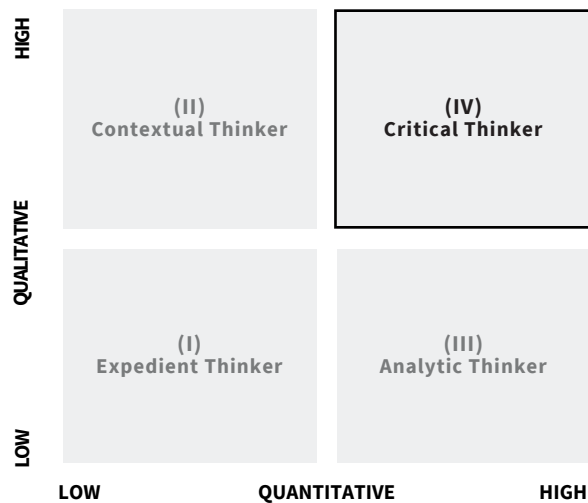 HIGH
(II)
Contextual Thinker
(IV)
Critical Thinker
QUALITATIVE
(I)
Expedient Thinker
(III)
Analytic Thinker
LOW
LOW
QUANTITATIVE
HIGH